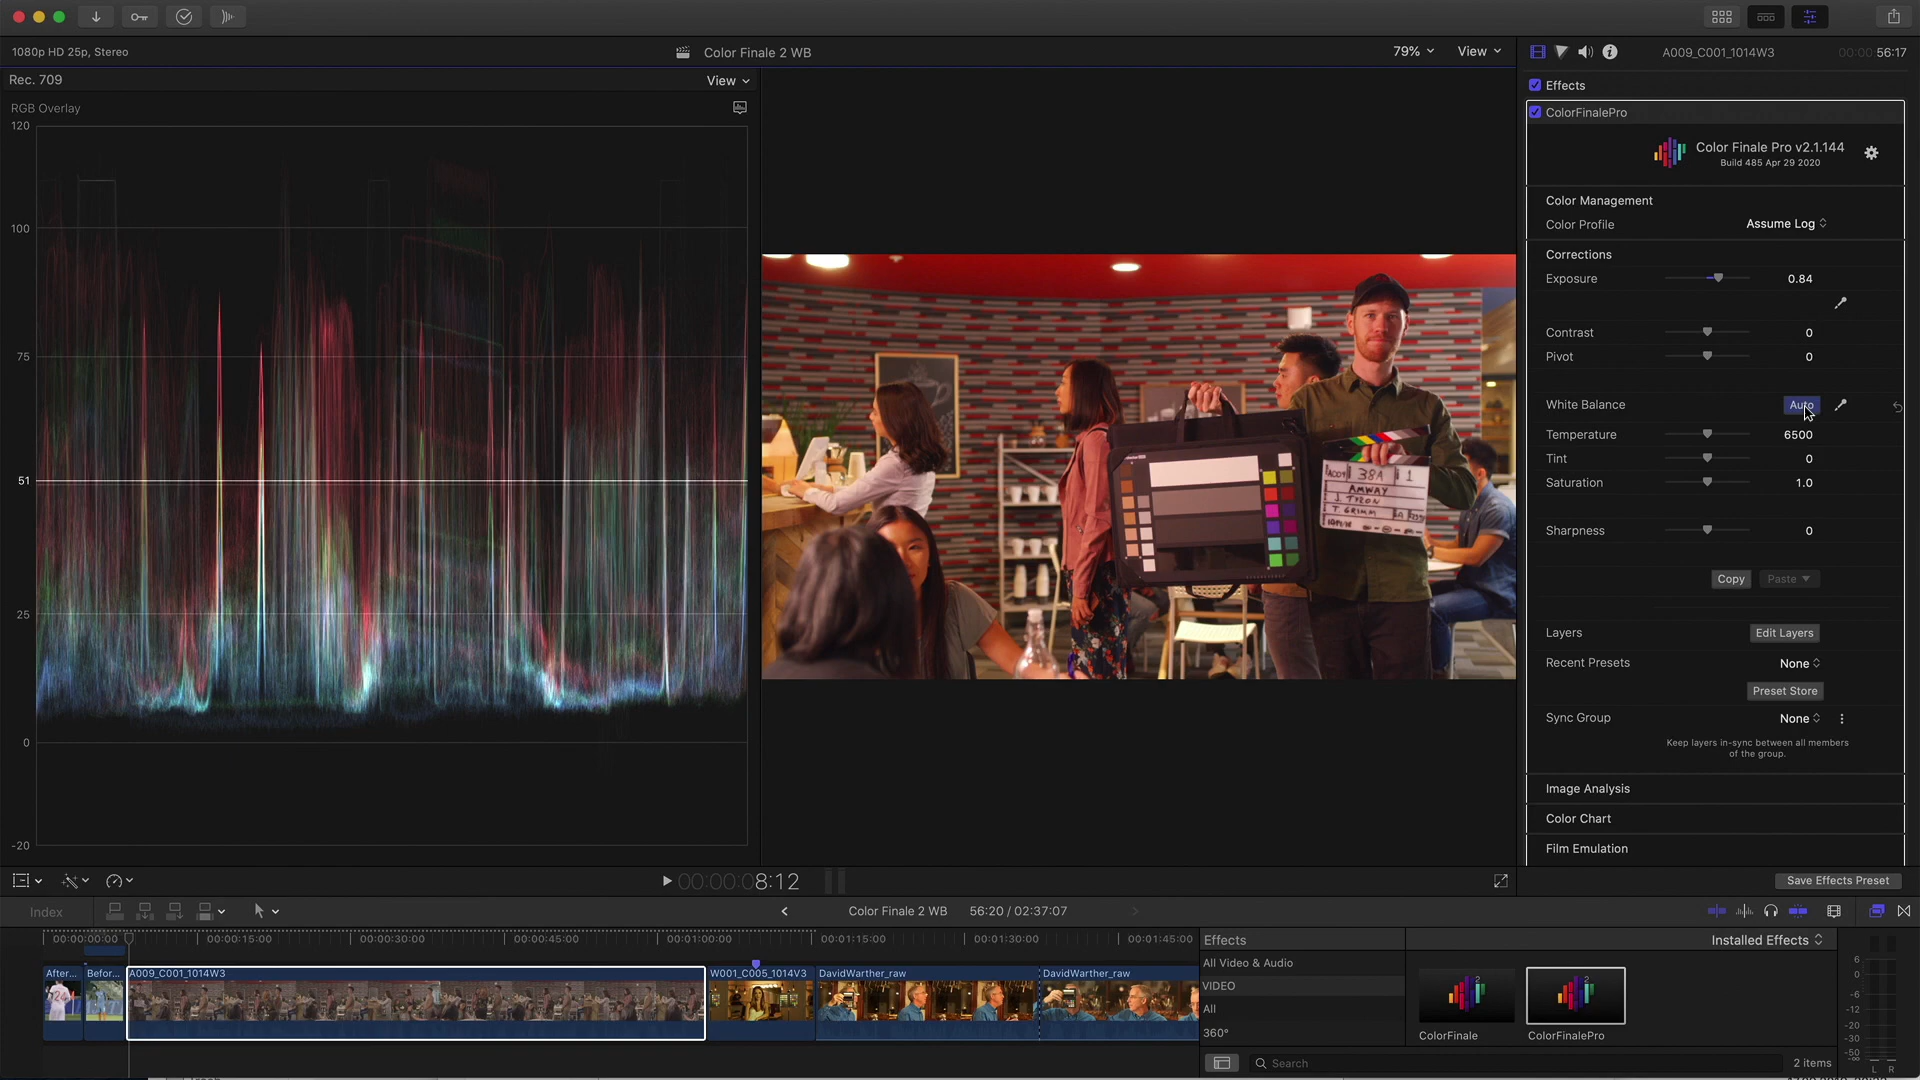 1080p HD 25p, Stereo
Color Finale 2 WB
79%
View
A009_C001_1014W3
00:00:56:17
Rec. 709
View
RGB Overlay
120
100
75
51
25
0
-20
Effects
ColorFinalePro
Color Finale Pro v2.1.144
Build 485 Apr 29 2020
Color Management
Color Profile
Assume Log
Corrections
Exposure
0.84
Contrast
0
Pivot
0
White Balance
Auto
Temperature
6500
Tint
0
Saturation
1.0
Sharpness
0
Copy
Paste
Layers
Edit Layers
Recent Presets
None
Preset Store
Sync Group
None
Keep layers in-sync between all members
of the group.
Image Analysis
Color Chart
Film Emulation
Save Effects Preset
A009
38A
1
AMWAY
J. TYRON
T. GRIMM
00:00:08:12
Index
Color Finale 2 WB
56:20 / 02:37:07
00:00:00:00
00:00:15:00
00:00:30:00
00:00:45:00
00:01:00:00
00:01:15:00
00:01:30:00
00:01:45:00
After...
Befor...
A009_C001_1014W3
W001_C005_1014V3
DavidWarther_raw
DavidWarther_raw
Effects
Installed Effects
All Video & Audio
VIDEO
All
360°
2
2
ColorFinale
ColorFinalePro
Search
2 items
6
0
-6
-12
-20
-30
-50
-∞
L
R